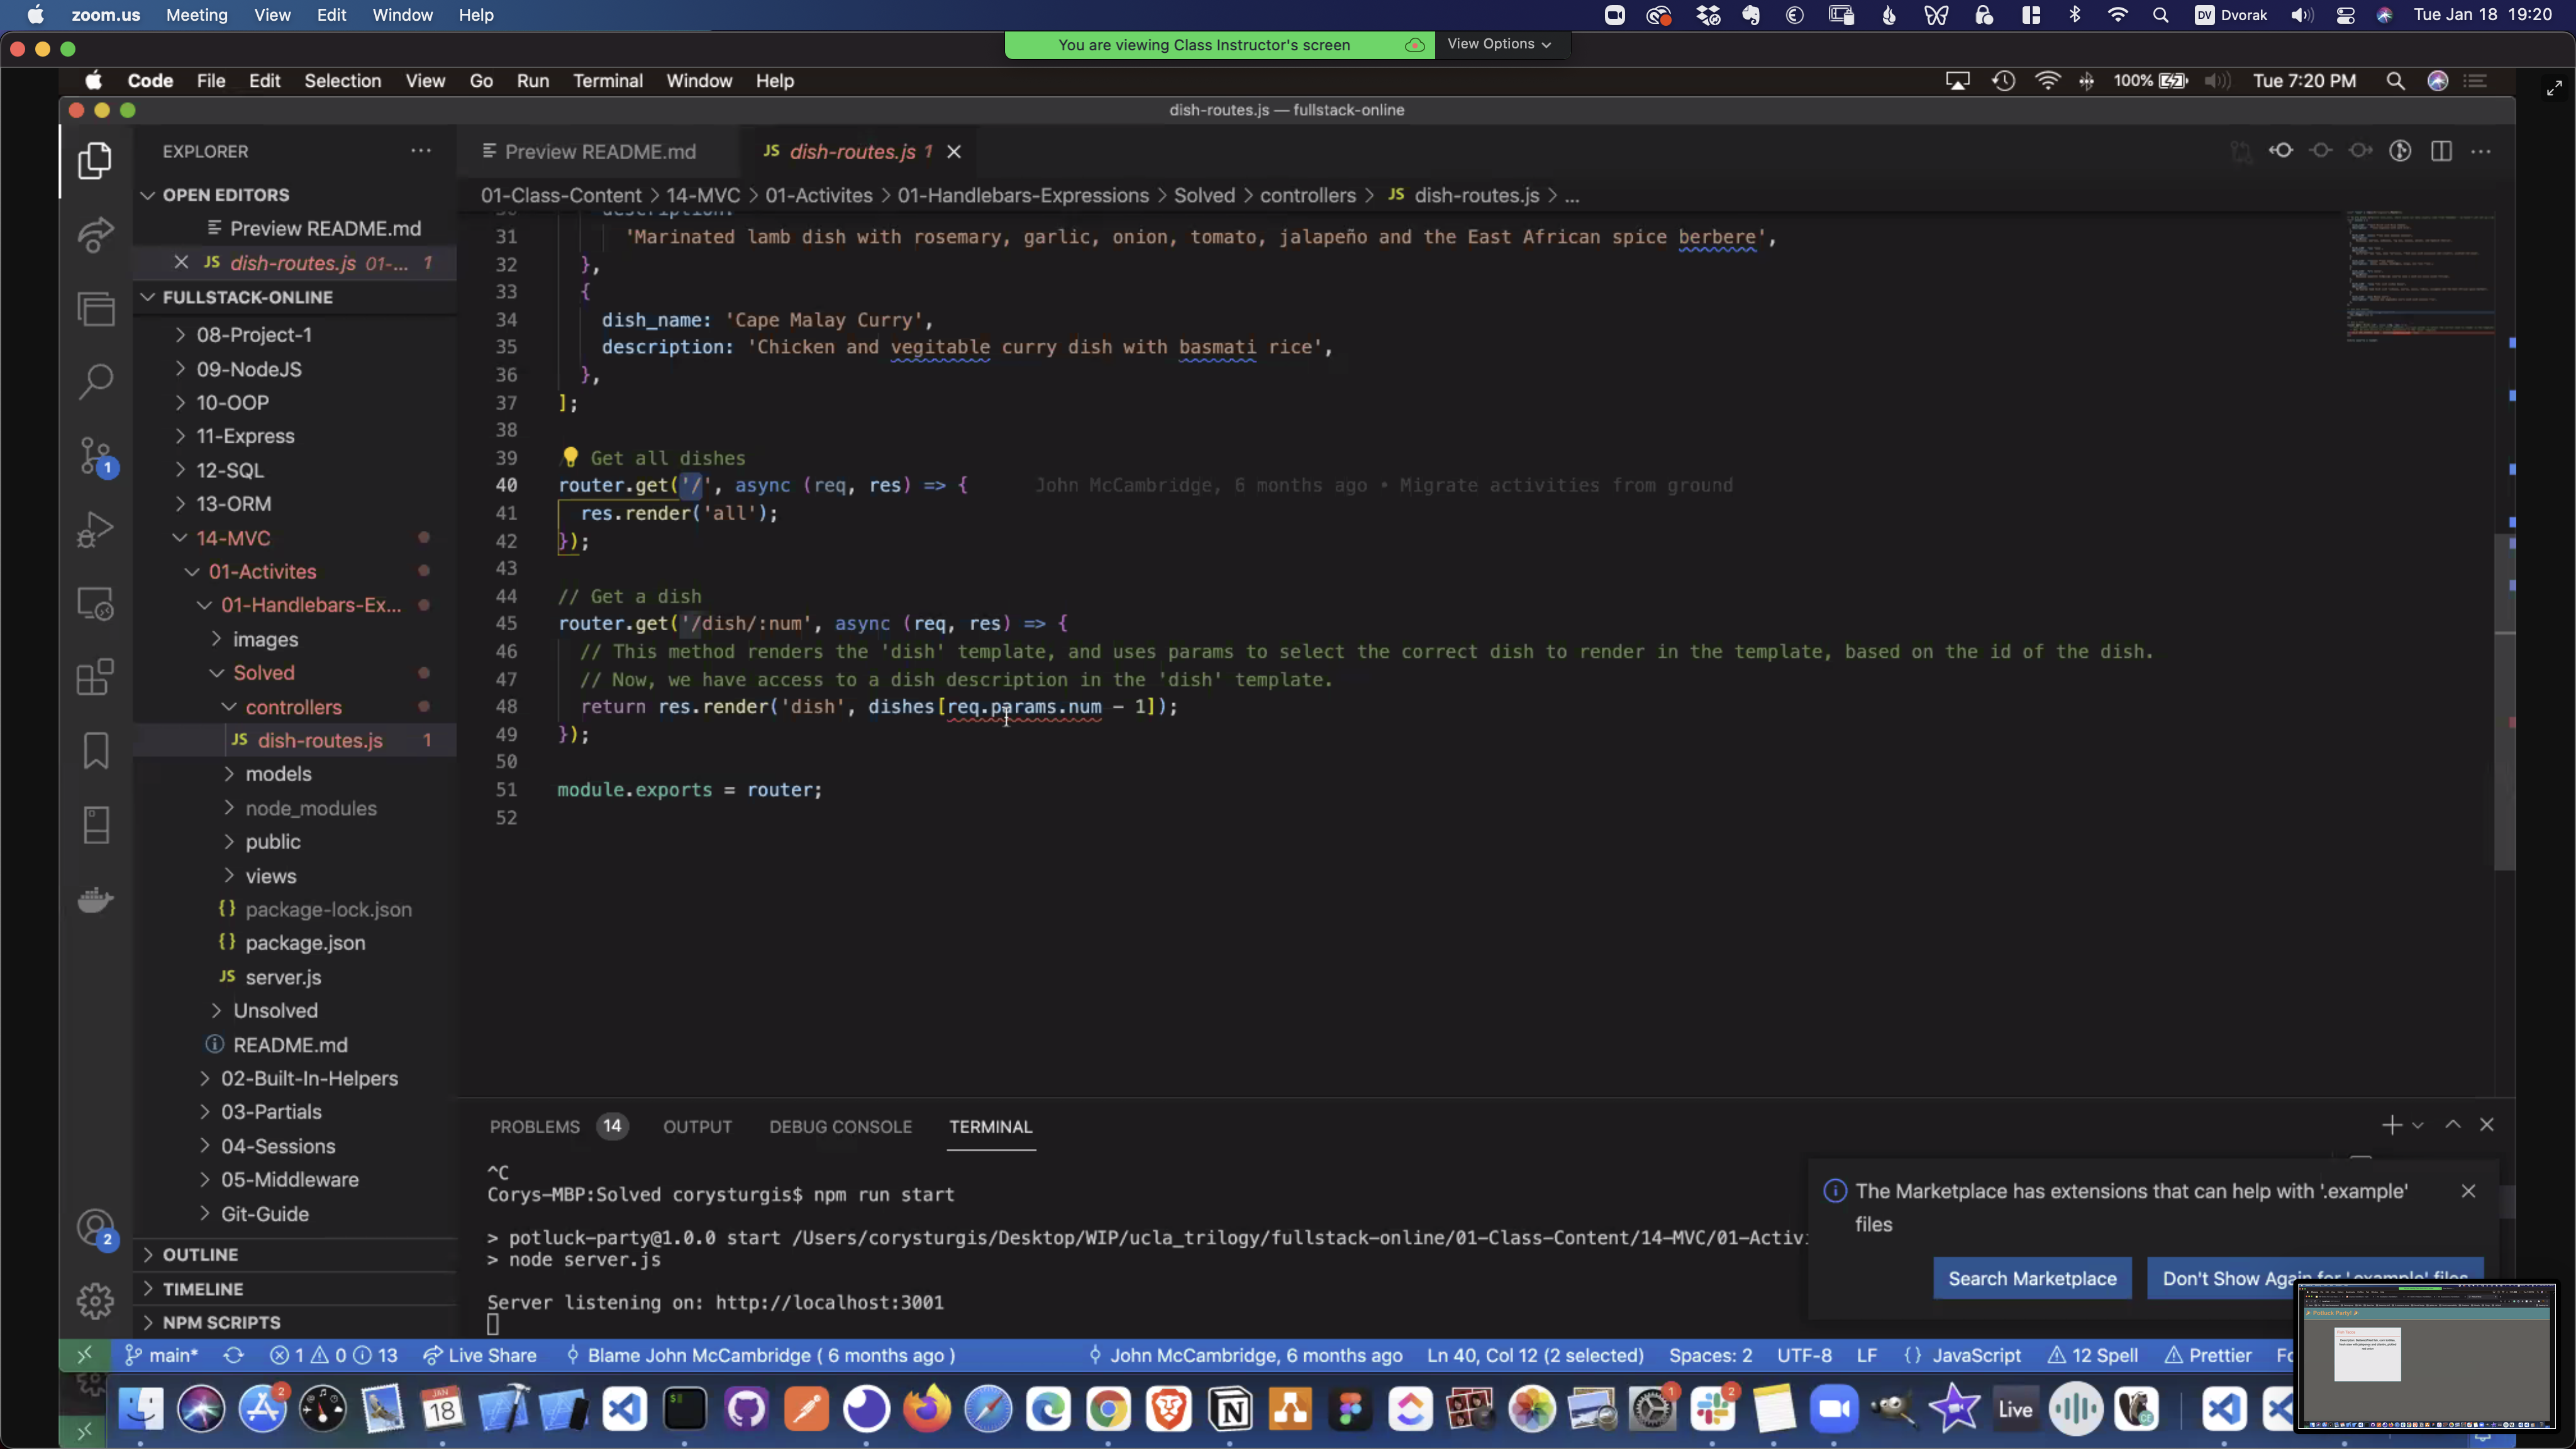 zoom.us Meeting View Edit Window Help DV Dvorak Tue Jan 18 19:20
You are viewing Class Instructor's screen View Options
Code File Edit Selection View Go Run Terminal Window Help 100% Tue 7:20 PM
dish-routes.js — fullstack-online
EXPLORER
Preview README.md JS dish-routes.js 1
OPEN EDITORS
Preview README.md
JS dish-routes.js 01-... 1
FULLSTACK-ONLINE
08-Project-1
09-NodeJS
10-OOP
11-Express
12-SQL
13-ORM
14-MVC
01-Activites
01-Handlebars-Ex...
images
Solved
controllers
JS dish-routes.js 1
models
node_modules
public
views
{} package-lock.json
{} package.json
JS server.js
Unsolved
README.md
02-Built-In-Helpers
03-Partials
04-Sessions
05-Middleware
Git-Guide
OUTLINE
TIMELINE
NPM SCRIPTS
1
2
01-Class-Content > 14-MVC > 01-Activites > 01-Handlebars-Expressions > Solved > controllers > JS dish-routes.js > ...
30 description:
31 'Marinated lamb dish with rosemary, garlic, onion, tomato, jalapeño and the East African spice berbere',
32 },
33 {
34 dish_name: 'Cape Malay Curry',
35 description: 'Chicken and vegitable curry dish with basmati rice',
36 },
37 ];
38
39 / Get all dishes
40 router.get('/', async (req, res) => { John McCambridge, 6 months ago • Migrate activities from ground
41 res.render('all');
42 });
43
44 // Get a dish
45 router.get('/dish/:num', async (req, res) => {
46 // This method renders the 'dish' template, and uses params to select the correct dish to render in the template, based on the id of the dish.
47 // Now, we have access to a dish description in the 'dish' template.
48 return res.render('dish', dishes[req.params.num - 1]);
49 });
50
51 module.exports = router;
52
PROBLEMS 14 OUTPUT DEBUG CONSOLE TERMINAL
^C
Corys-MBP:Solved corysturgis$ npm run start
> potluck-party@1.0.0 start /Users/corysturgis/Desktop/WIP/ucla_trilogy/fullstack-online/01-Class-Content/14-MVC/01-Activi
> node server.js
Server listening on: http://localhost:3001
The Marketplace has extensions that can help with '.example'
files
Search Marketplace Don't Show Again for '.example' files
main* 1 0 13 Live Share Blame John McCambridge ( 6 months ago ) John McCambridge, 6 months ago Ln 40, Col 12 (2 selected) Spaces: 2 UTF-8 LF {} JavaScript 12 Spell Prettier
2 JAN 18 1 2 Live
Potluck Party!